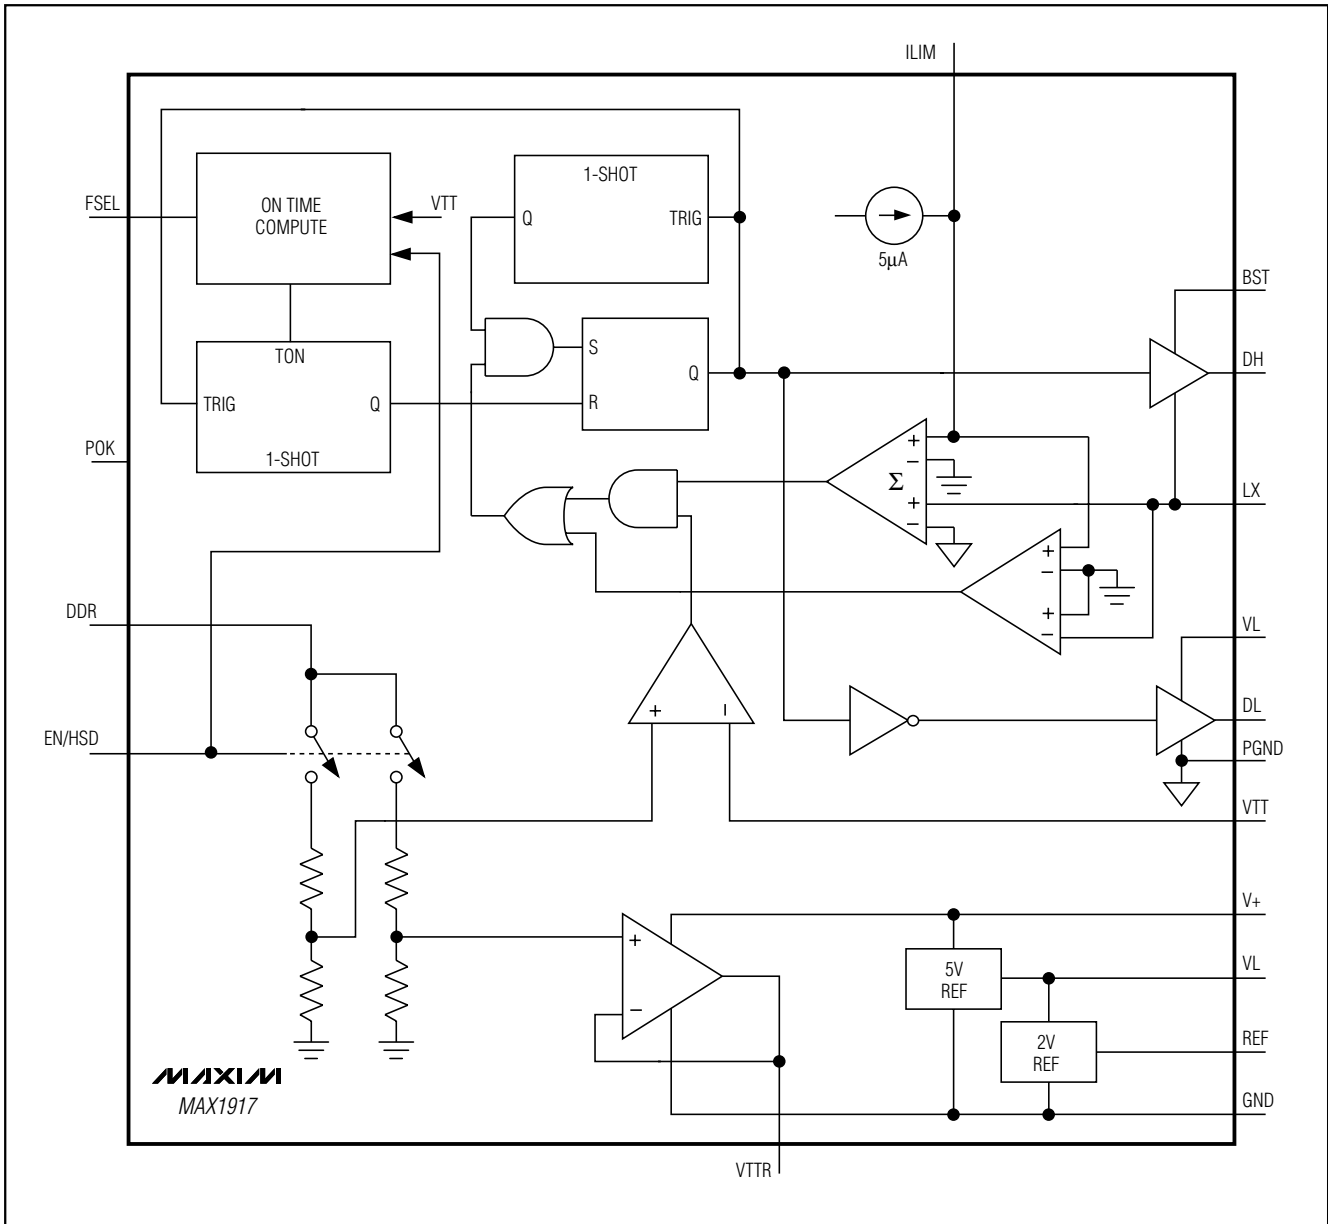 ILIM
1-SHOT
FSEL
ON TIME
COMPUTE
VTT
Q
TRIG
5µA
BST
TON
S
DH
TRIG
Q
Q
R
1-SHOT
POK
+
−
Σ
+
−
LX
+
−
+
−
DDR
VL
+
−
DL
EN/HSD
PGND
VTT
V+
+
5V
REF
VL
−
2V
REF
REF
MAXIM
MAX1917
GND
VTTR